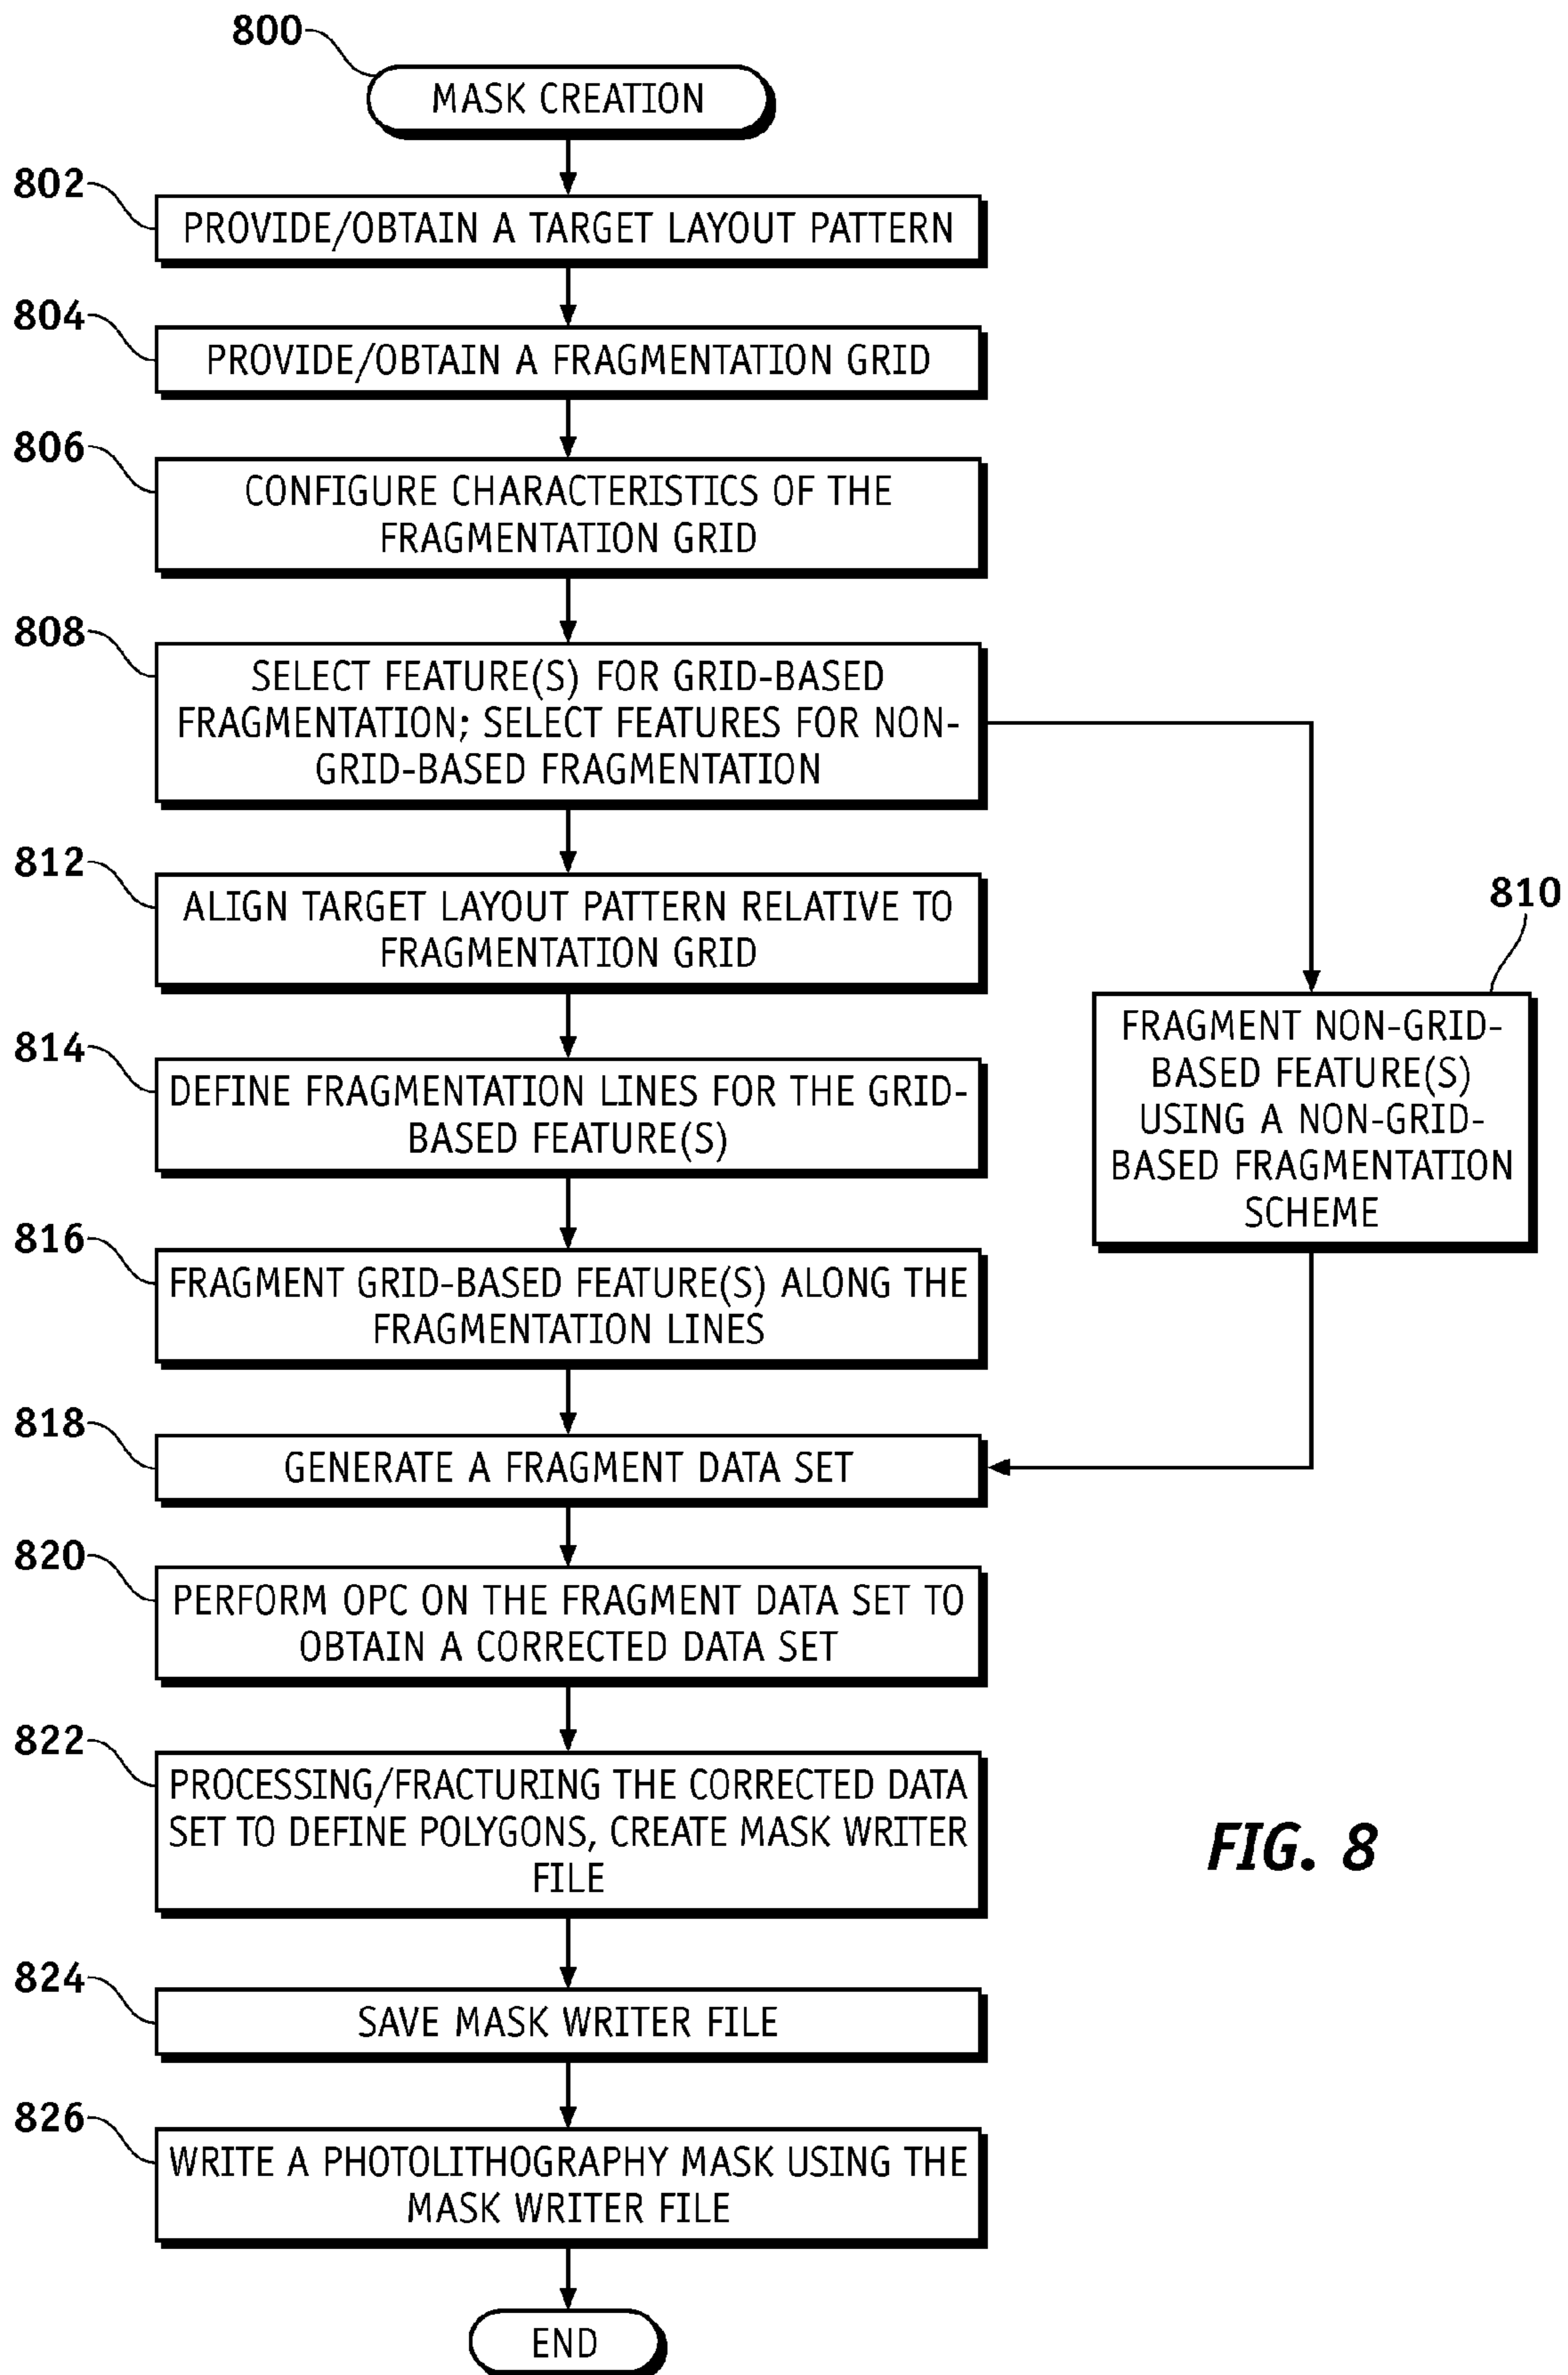 800
MASK CREATION
802
PROVIDE/OBTAIN A TARGET LAYOUT PATTERN
804
PROVIDE/OBTAIN A FRAGMENTATION GRID
806
CONFIGURE CHARACTERISTICS OF THE
FRAGMENTATION GRID
808
SELECT FEATURE(S) FOR GRID-BASED
FRAGMENTATION; SELECT FEATURES FOR NON-
GRID-BASED FRAGMENTATION
812
ALIGN TARGET LAYOUT PATTERN RELATIVE TO
FRAGMENTATION GRID
810
FRAGMENT NON-GRID-
BASED FEATURE(S)
USING A NON-GRID-
BASED FRAGMENTATION
SCHEME
814
DEFINE FRAGMENTATION LINES FOR THE GRID-
BASED FEATURE(S)
816
FRAGMENT GRID-BASED FEATURE(S) ALONG THE
FRAGMENTATION LINES
818
GENERATE A FRAGMENT DATA SET
820
PERFORM OPC ON THE FRAGMENT DATA SET TO
OBTAIN A CORRECTED DATA SET
822
PROCESSING/FRACTURING THE CORRECTED DATA
SET TO DEFINE POLYGONS, CREATE MASK WRITER
FILE
FIG. 8
824
SAVE MASK WRITER FILE
826
WRITE A PHOTOLITHOGRAPHY MASK USING THE
MASK WRITER FILE
END